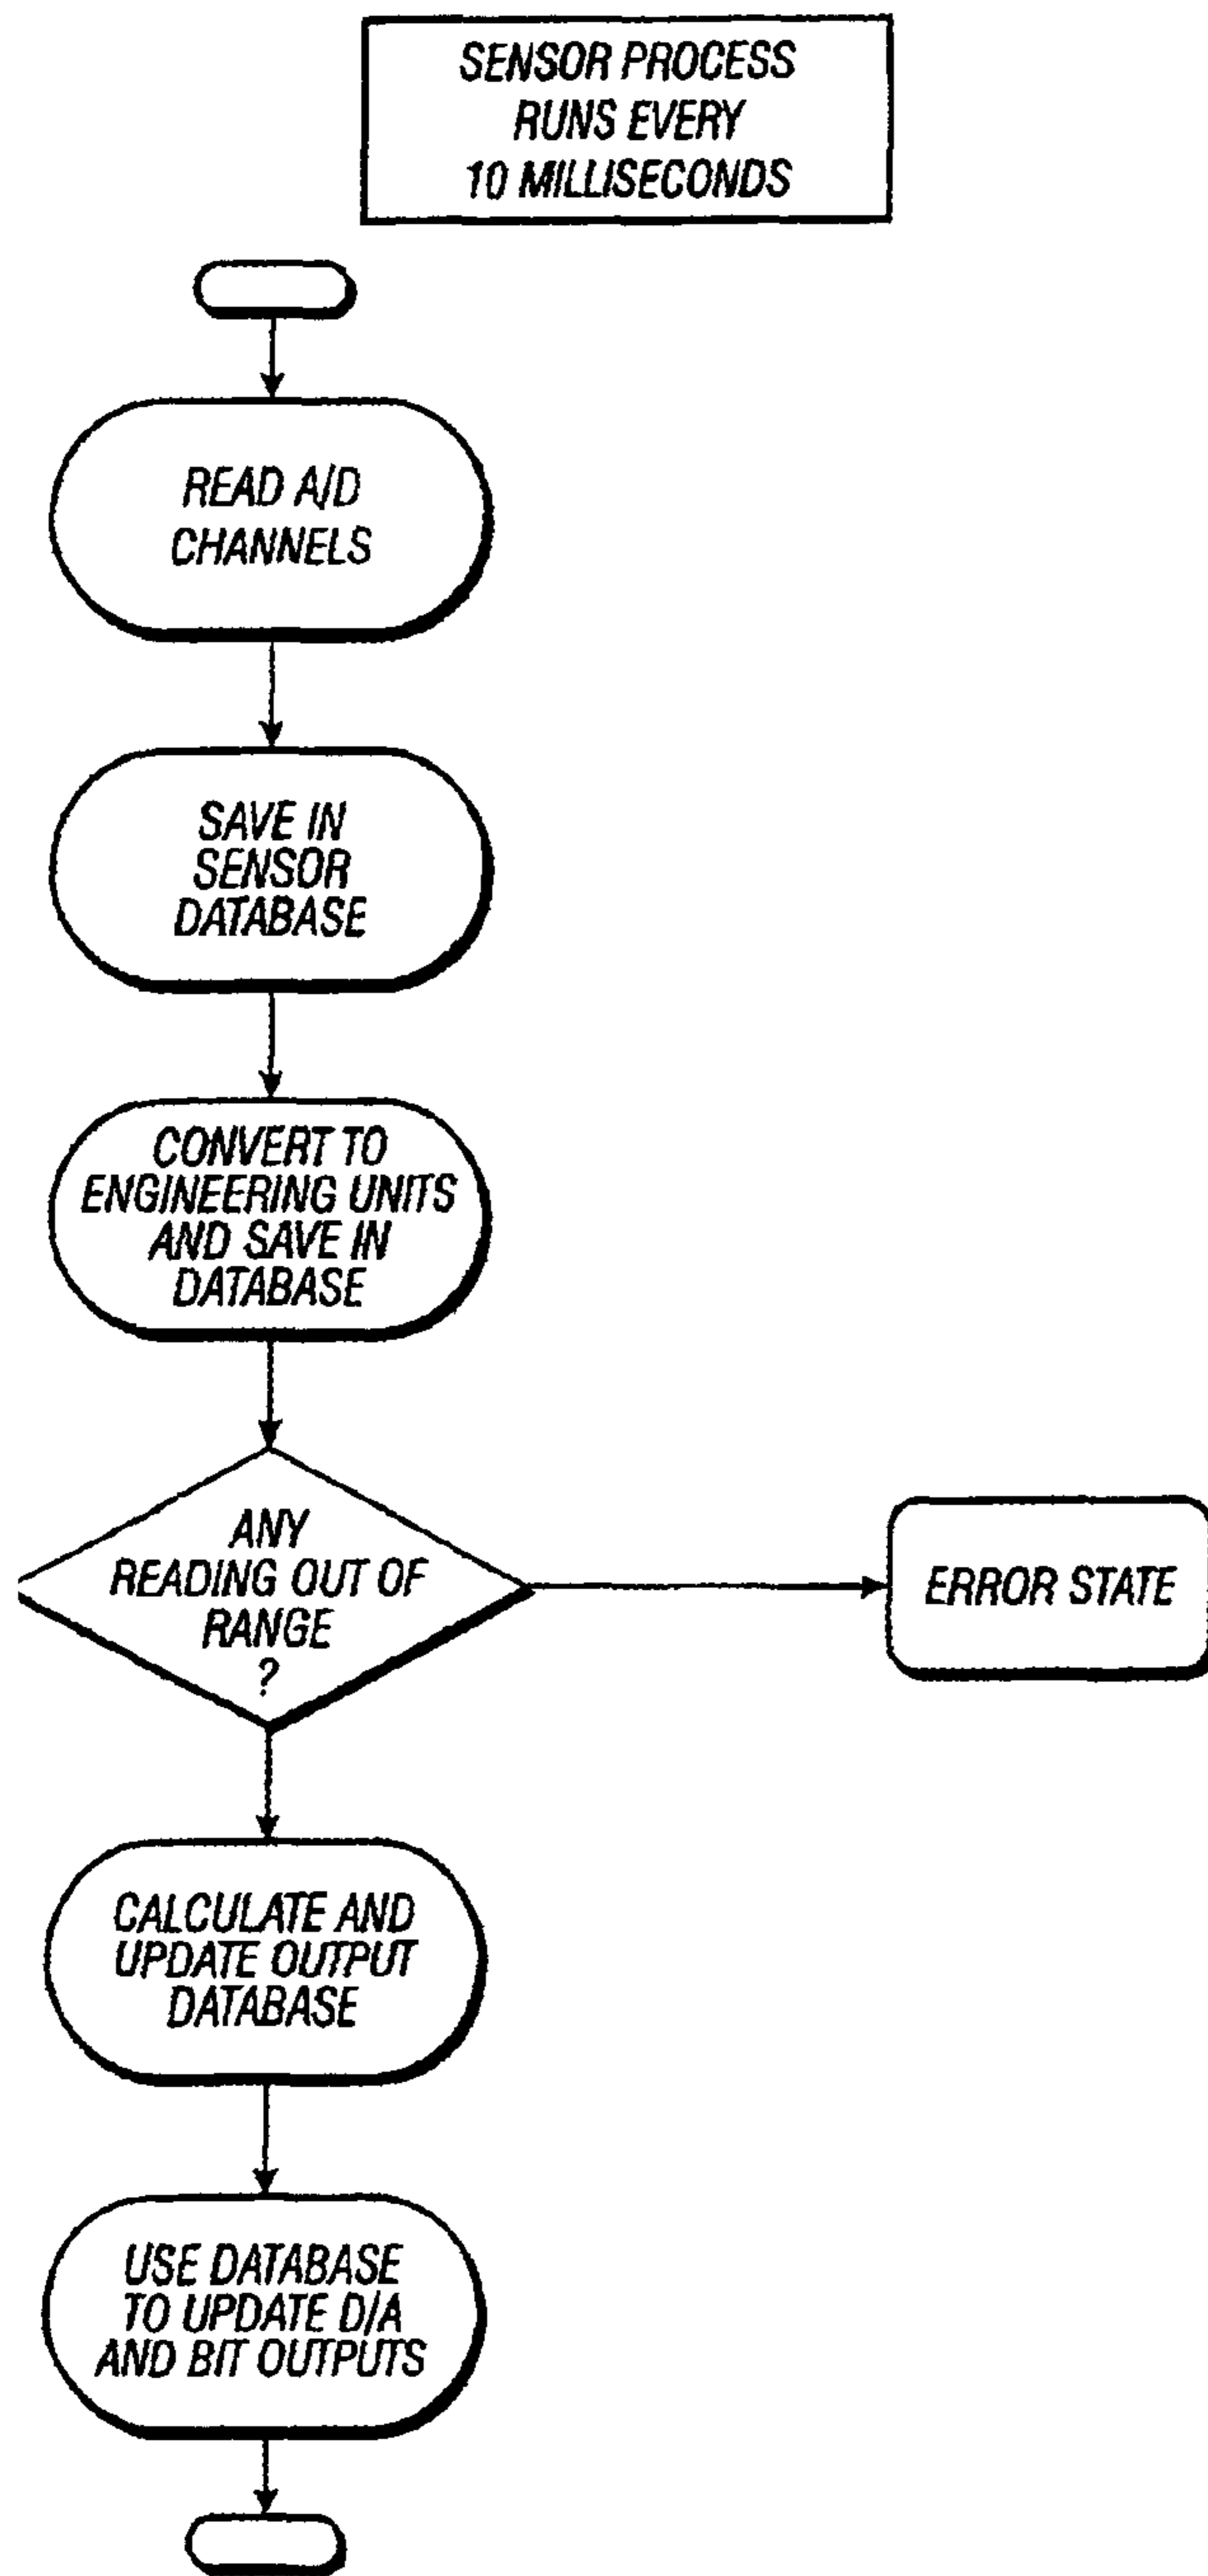 SENSOR PROCESS
RUNS EVERY
10 MILLISECONDS
READ A/D
CHANNELS
SAVE IN
SENSOR
DATABASE
CONVERT TO
ENGINEERING UNITS
AND SAVE IN
DATABASE
ANY
READING OUT OF
RANGE
?
ERROR STATE
CALCULATE AND
UPDATE OUTPUT
DATABASE
USE DATABASE
TO UPDATE D/A
AND BIT OUTPUTS